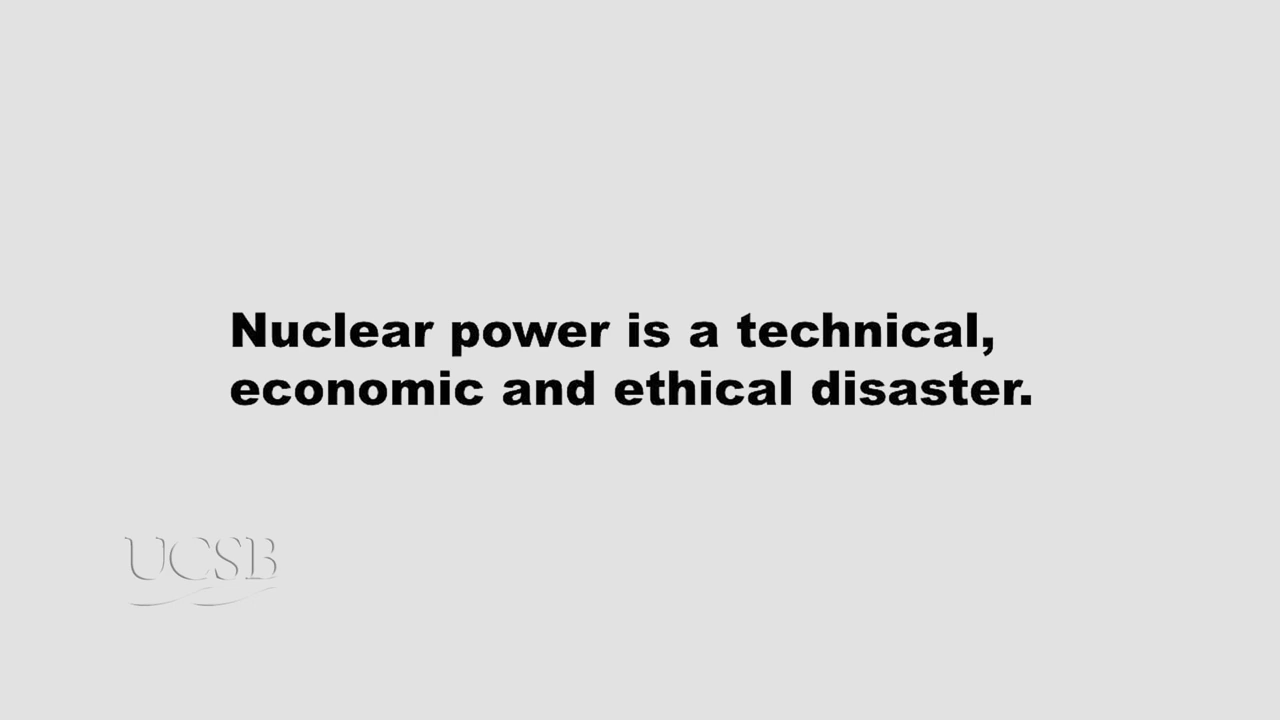 Nuclear power is a technical,
economic and ethical disaster.
UCSB